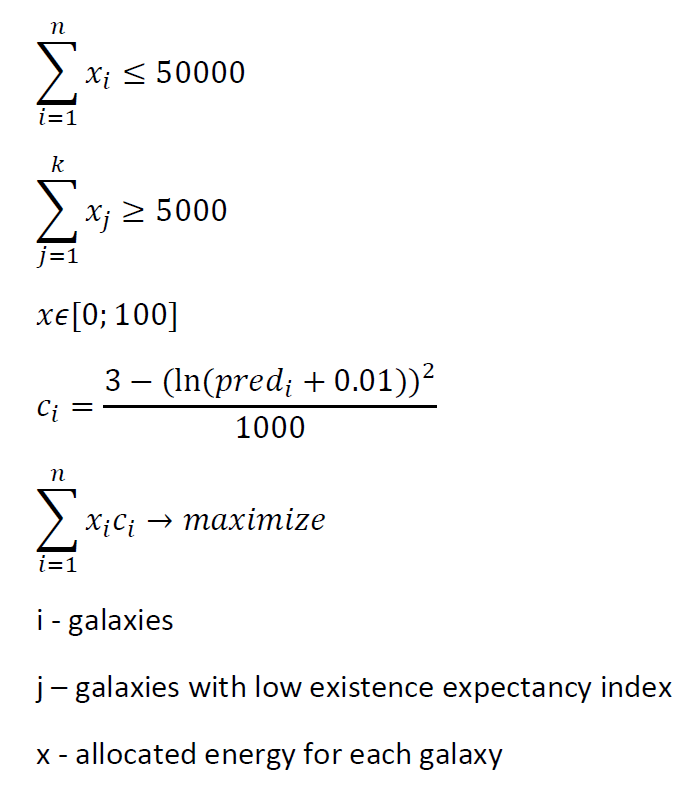 n
∑ xᵢ ≤ 50000
i=1
k
∑ xⱼ ≥ 5000
j=1
xϵ[0; 100]
cᵢ = (3 − (ln(predᵢ + 0.01))²) / 1000
n
∑ xᵢcᵢ → maximize
i=1
i - galaxies
j – galaxies with low existence expectancy index
x - allocated energy for each galaxy